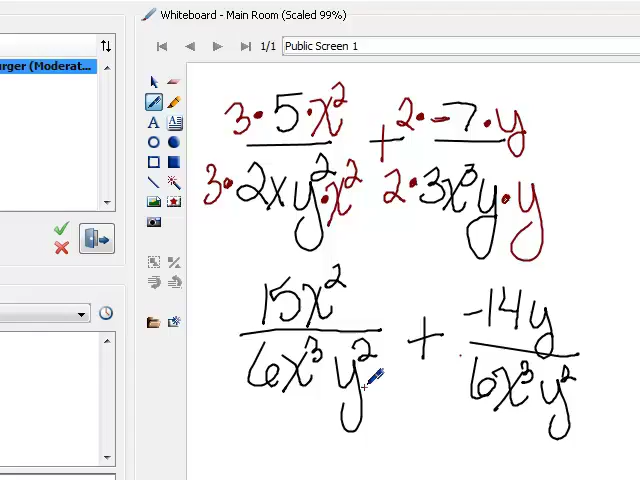 Whiteboard - Main Room (Scaled 99%)
1/1 Public Screen 1
urger (Moderat...
3 • 5 • x² + 2 • -7 • y
3 • 2xy² • x² 2 • 3x³y • y
15x² + -14y
6x³y² 6x³y²